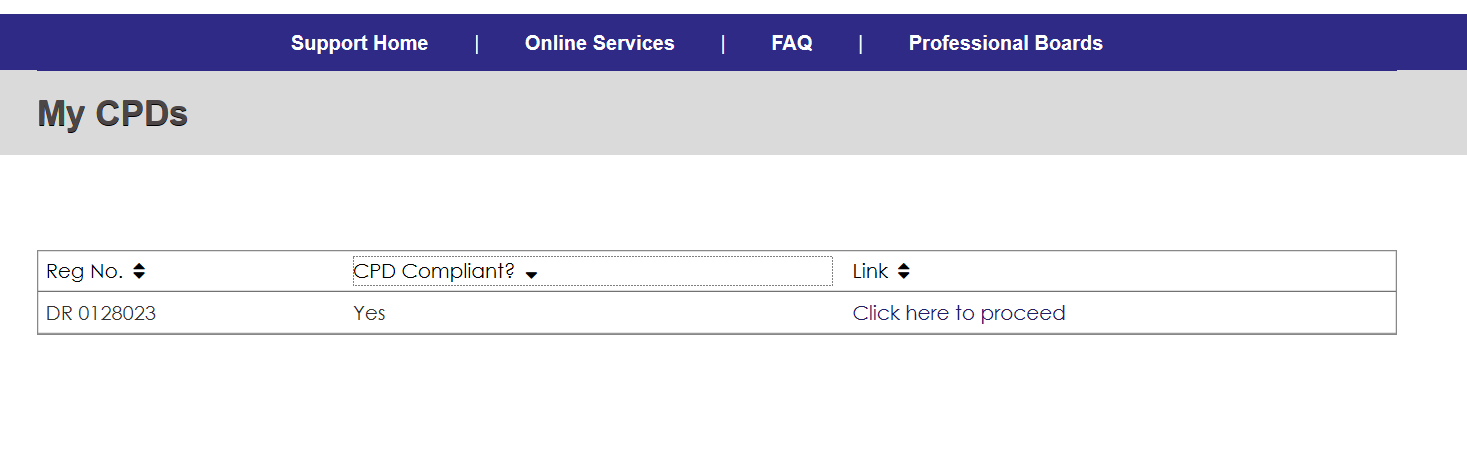 Support Home | Online Services | FAQ | Professional Boards
My CPDs
Reg No. CPD Compliant? Link
DR 0128023 Yes Click here to proceed